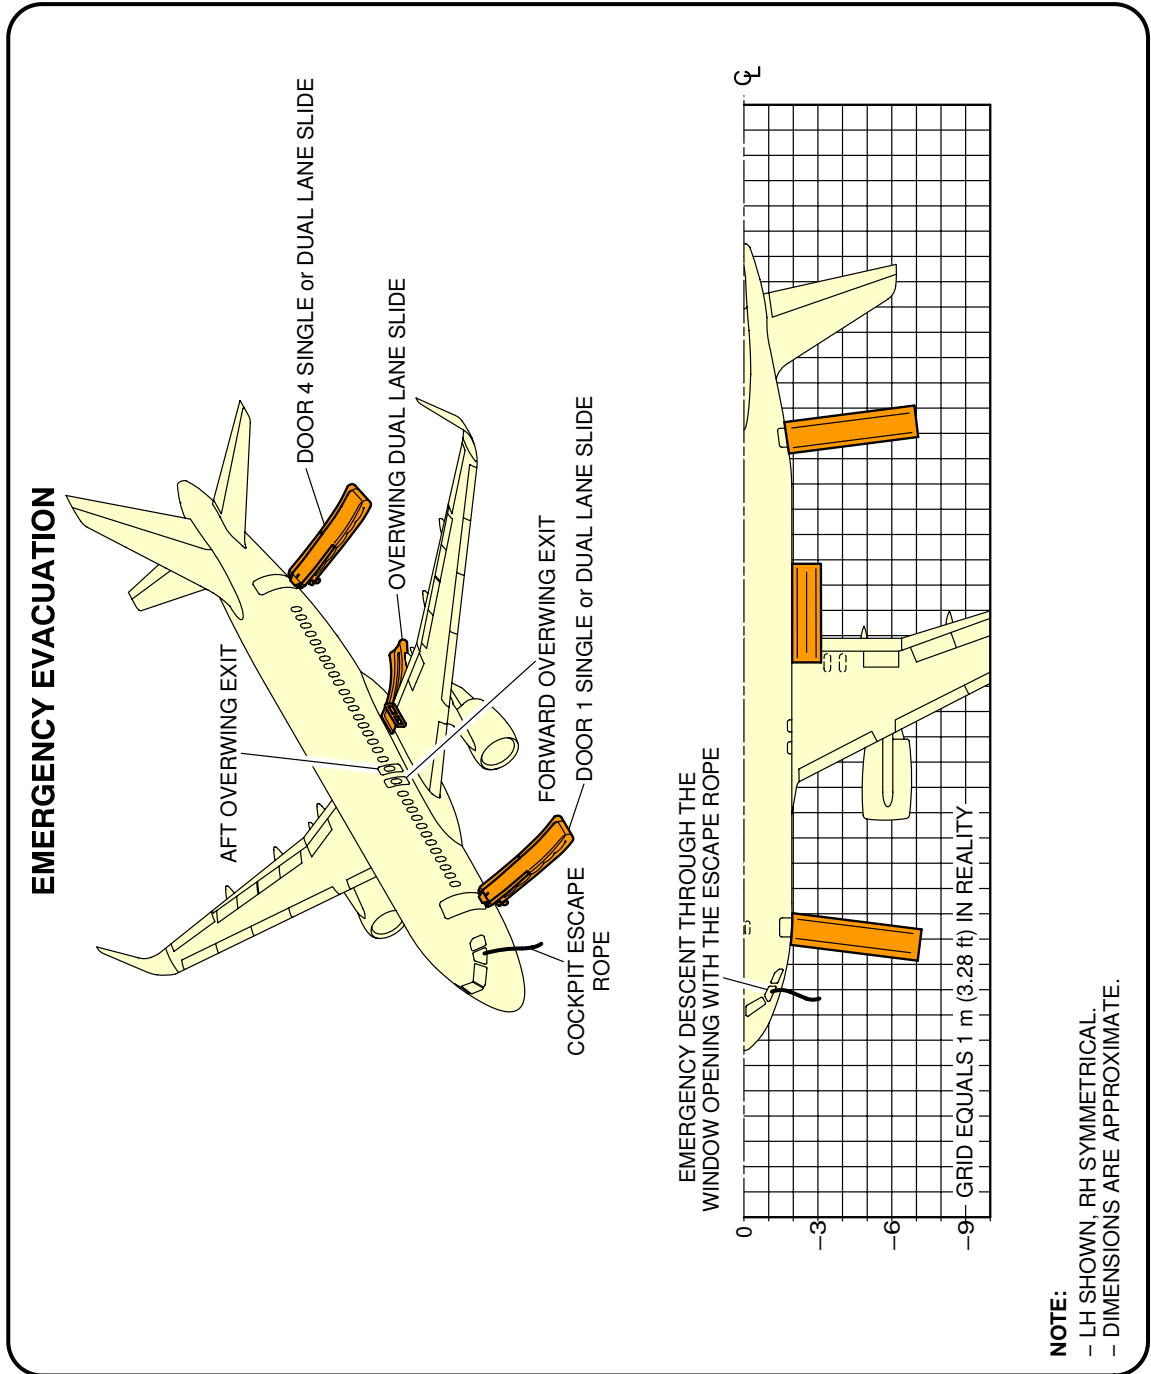 EMERGENCY EVACUATION
DOOR 4 SINGLE or DUAL LANE SLIDE
OVERWING DUAL LANE SLIDE
AFT OVERWING EXIT
FORWARD OVERWING EXIT
DOOR 1 SINGLE or DUAL LANE SLIDE
COCKPIT ESCAPE
ROPE
EMERGENCY DESCENT THROUGH THE
WINDOW OPENING WITH THE ESCAPE ROPE
℄
0
–3
–6
–9
GRID EQUALS 1 m (3.28 ft) IN REALITY
NOTE:
– LH SHOWN, RH SYMMETRICAL.
– DIMENSIONS ARE APPROXIMATE.